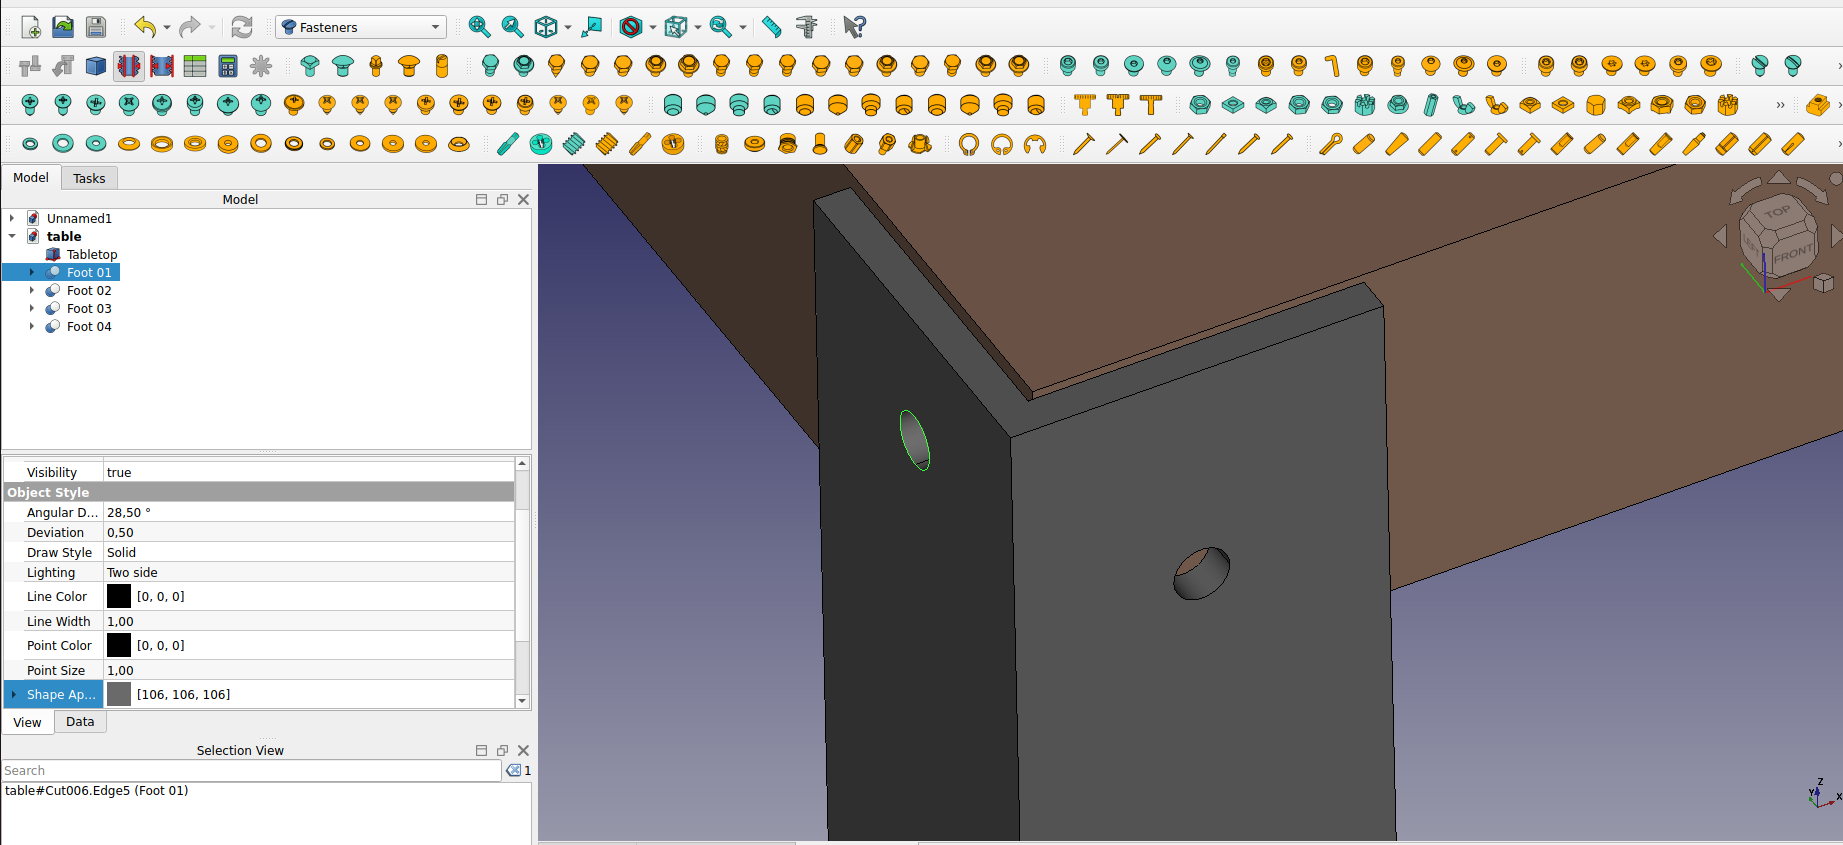 Fasteners
Model
Tasks
Model
Unnamed1
table
Tabletop
Foot 01
Foot 02
Foot 03
Foot 04
Visibility true
Object Style
Angular D... 28,50 °
Deviation 0,50
Draw Style Solid
Lighting Two side
Line Color [0, 0, 0]
Line Width 1,00
Point Color [0, 0, 0]
Point Size 1,00
Shape Ap... [106, 106, 106]
View
Data
Selection View
Search
1
table#Cut006.Edge5 (Foot 01)
TOP
LEFT
FRONT
Z
Y
X